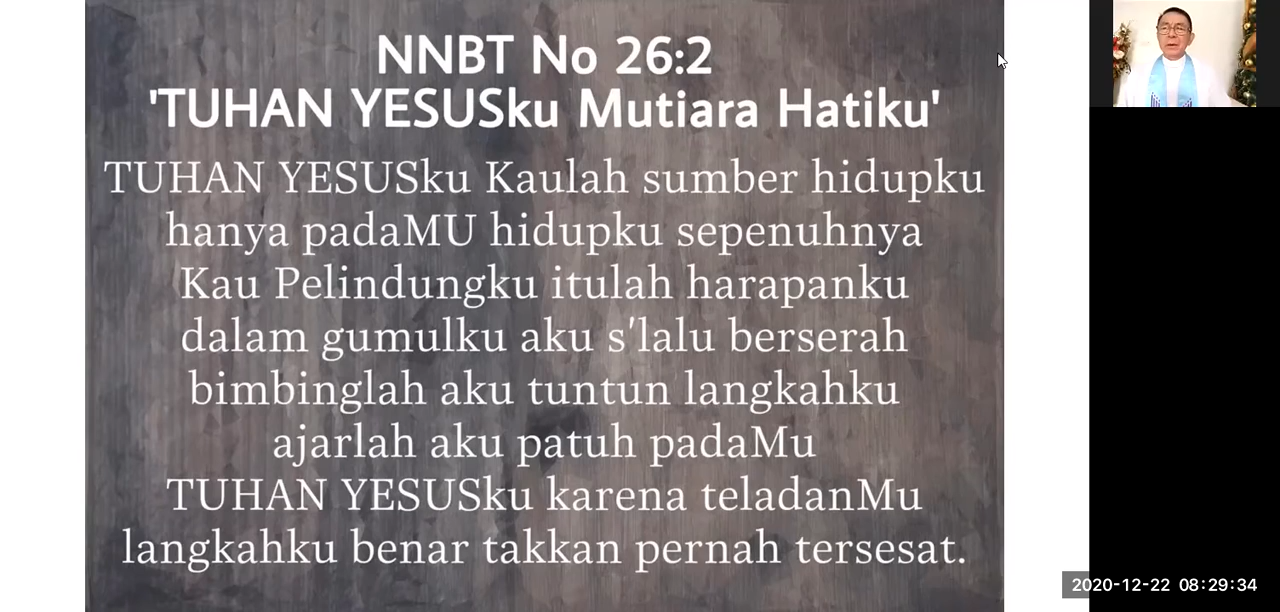 NNBT No 26:2
'TUHAN YESUSku Mutiara Hatiku'
TUHAN YESUSku Kaulah sumber hidupku
hanya padaMU hidupku sepenuhnya
Kau Pelindungku itulah harapanku
dalam gumulku aku s'lalu berserah
bimbinglah aku tuntun langkahku
ajarlah aku patuh padaMu
TUHAN YESUSku karena teladanMu
langkahku benar takkan pernah tersesat.
2020-12-22 08:29:34